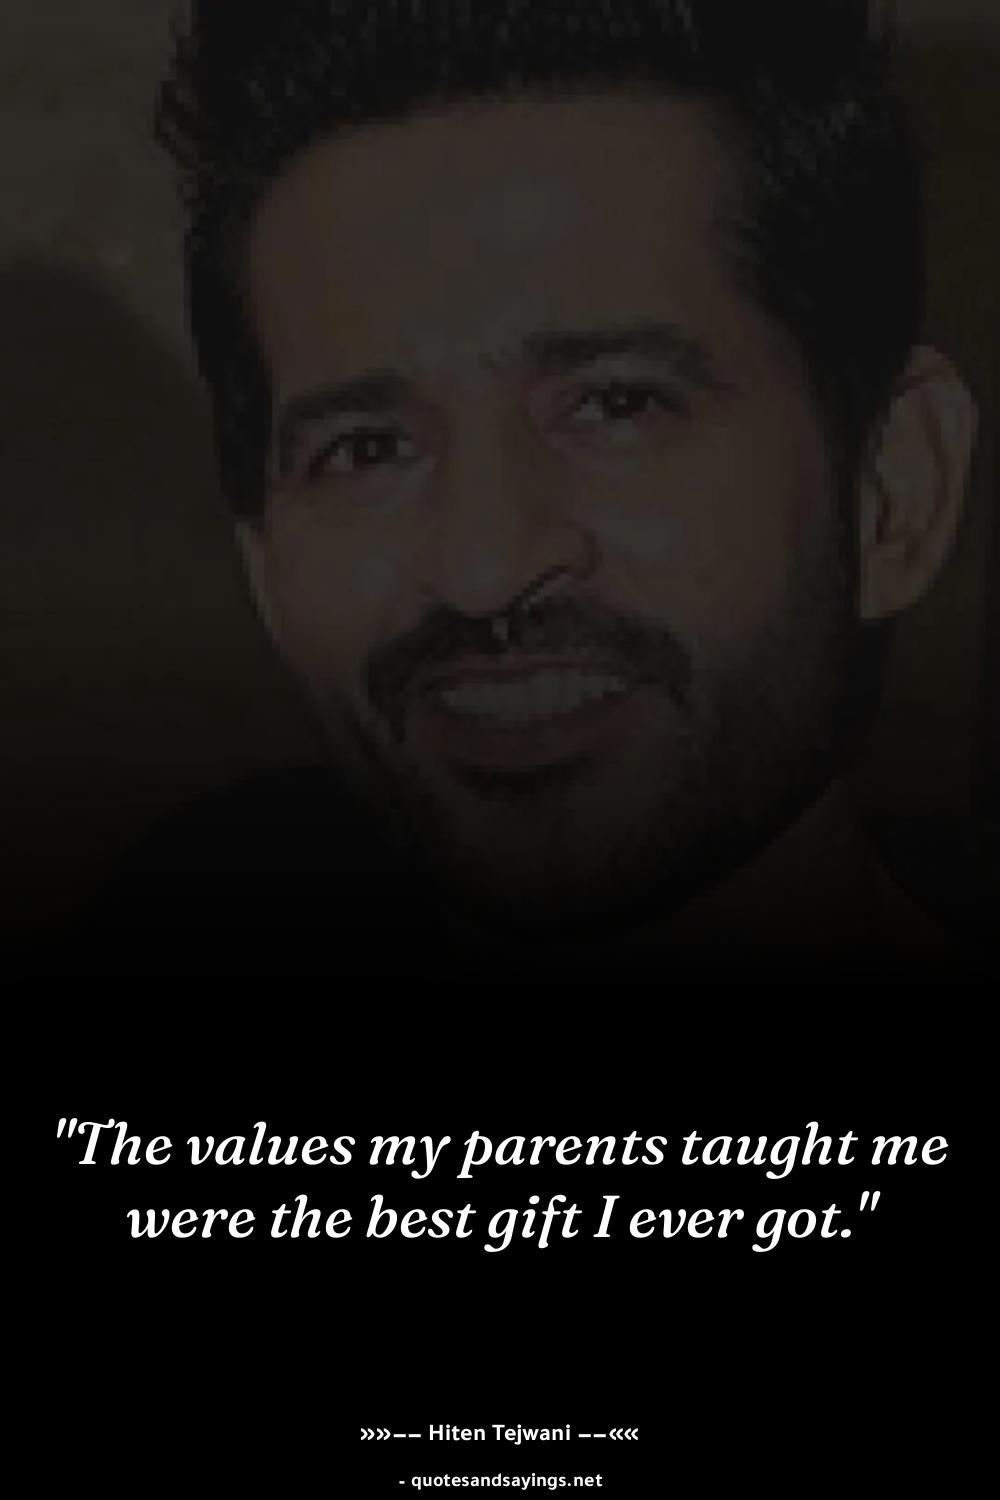 "The values my parents taught me
were the best gift I ever got."
»»−− Hiten Tejwani −−««
- quotesandsayings.net